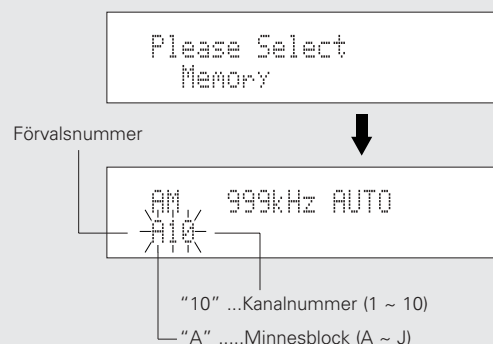 Please Select
Memory
Förvalsnummer
AM 999kHz AUTO
A10
"10" ...Kanalnummer (1 ~ 10)
"A" .....Minnesblock (A ~ J)